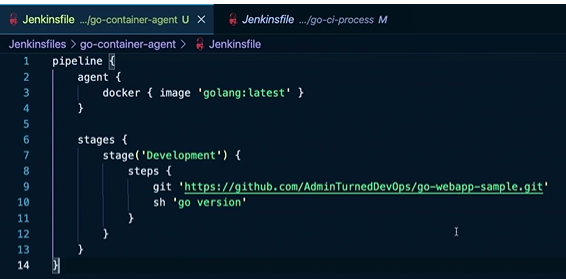 Jenkinsfile .../go-container-agent U ×    Jenkinsfile .../go-ci-process M
Jenkinsfiles > go-container-agent > Jenkinsfile
1 pipeline {
2     agent {
3         docker { image 'golang:latest' }
4     }
5
6     stages {
7         stage('Development') {
8             steps {
9                 git 'https://github.com/AdminTurnedDevOps/go-webapp-sample.git'
10                 sh 'go version'
11             }
12         }
13     }
14 }